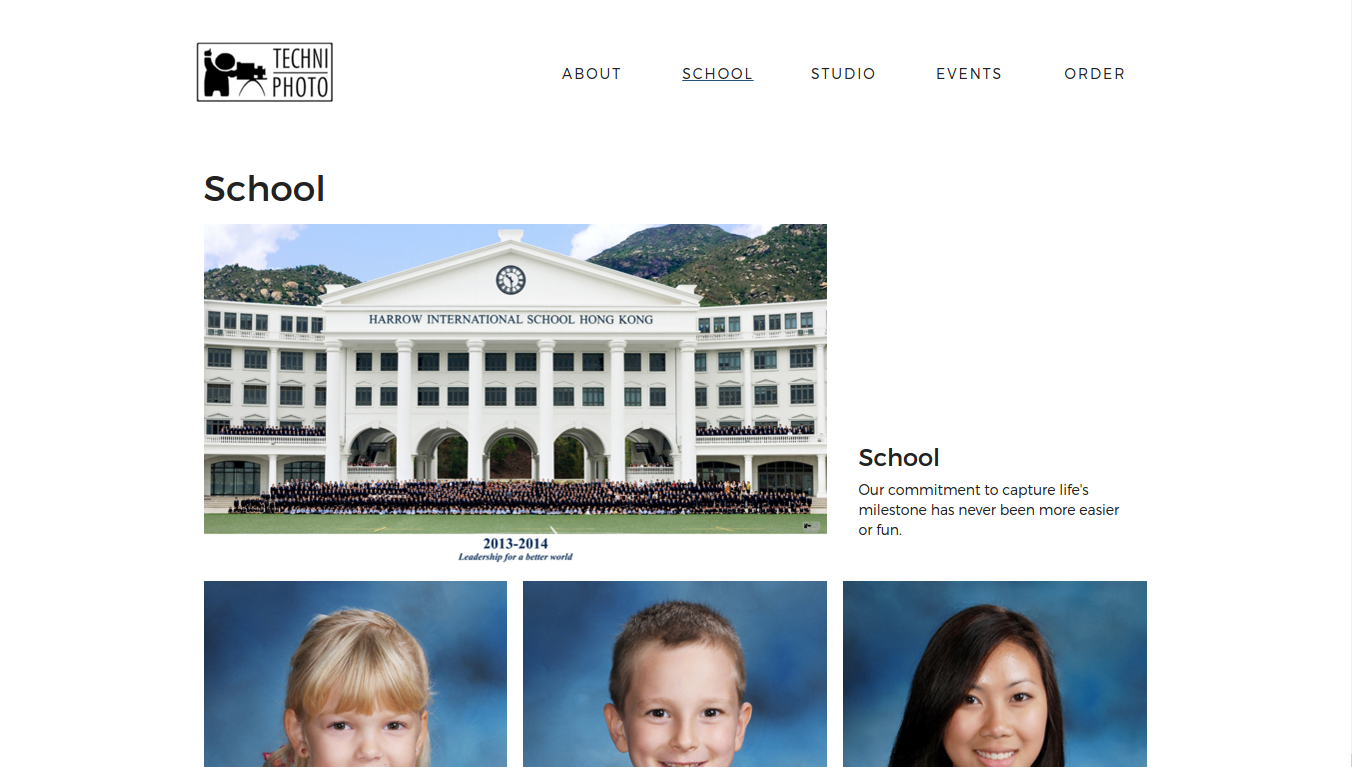 TECHNI
PHOTO
ABOUT
SCHOOL
STUDIO
EVENTS
ORDER
School
HARROW INTERNATIONAL SCHOOL HONG KONG
2013-2014
Leadership for a better world
School
Our commitment to capture life's
milestone has never been more easier
or fun.